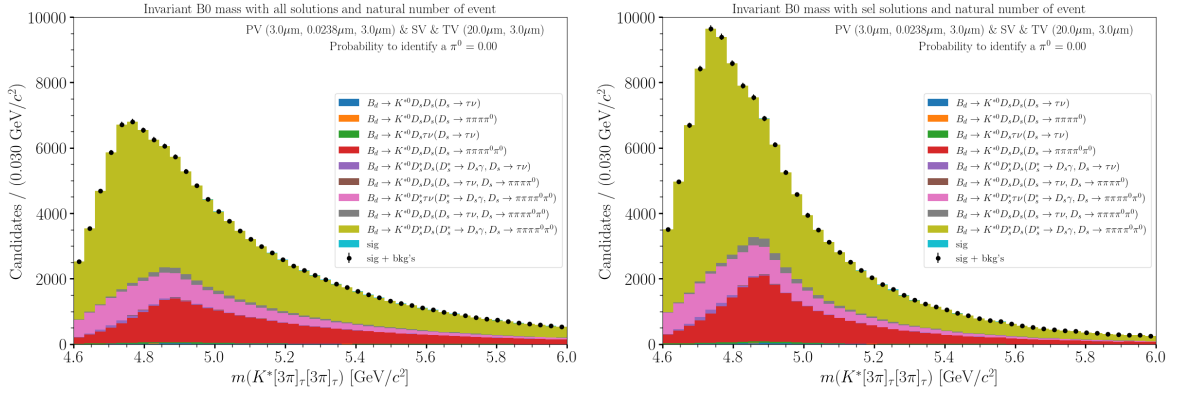 Invariant B0 mass with all solutions and natural number of event
PV (3.0μm, 0.0238μm, 3.0μm) & SV & TV (20.0μm, 3.0μm)
Probability to identify a π⁰ = 0.00
Candidates / (0.030 GeV/c²)
10000
8000
6000
4000
2000
0
B_d → K*⁰D_sD_s(D_s → τν)
B_d → K*⁰D_sD_s(D_s → ππππ⁰)
B_d → K*⁰D_sτν(D_s → τν)
B_d → K*⁰D_sD_s(D_s → ππππ⁰π⁰)
B_d → K*⁰D*_sD_s(D*_s → D_sγ, D_s → τν)
B_d → K*⁰D_sD_s(D_s → τν, D_s → ππππ⁰)
B_d → K*⁰D*_sτν(D*_s → D_sγ, D_s → ππππ⁰π⁰)
B_d → K*⁰D_sD_s(D_s → τν, D_s → ππππ⁰π⁰)
B_d → K*⁰D*_sD_s(D*_s → D_sγ, D_s → ππππ⁰π⁰)
sig
sig + bkg's
4.6 4.8 5.0 5.2 5.4 5.6 5.8 6.0
m(K*[3π]_τ[3π]_τ) [GeV/c²]
Invariant B0 mass with sel solutions and natural number of event
PV (3.0μm, 0.0238μm, 3.0μm) & SV & TV (20.0μm, 3.0μm)
Probability to identify a π⁰ = 0.00
Candidates / (0.030 GeV/c²)
10000
8000
6000
4000
2000
0
B_d → K*⁰D_sD_s(D_s → τν)
B_d → K*⁰D_sD_s(D_s → ππππ⁰)
B_d → K*⁰D_sτν(D_s → τν)
B_d → K*⁰D_sD_s(D_s → ππππ⁰π⁰)
B_d → K*⁰D*_sD_s(D*_s → D_sγ, D_s → τν)
B_d → K*⁰D_sD_s(D_s → τν, D_s → ππππ⁰)
B_d → K*⁰D*_sτν(D*_s → D_sγ, D_s → ππππ⁰π⁰)
B_d → K*⁰D_sD_s(D_s → τν, D_s → ππππ⁰π⁰)
B_d → K*⁰D*_sD_s(D*_s → D_sγ, D_s → ππππ⁰π⁰)
sig
sig + bkg's
4.6 4.8 5.0 5.2 5.4 5.6 5.8 6.0
m(K*[3π]_τ[3π]_τ) [GeV/c²]